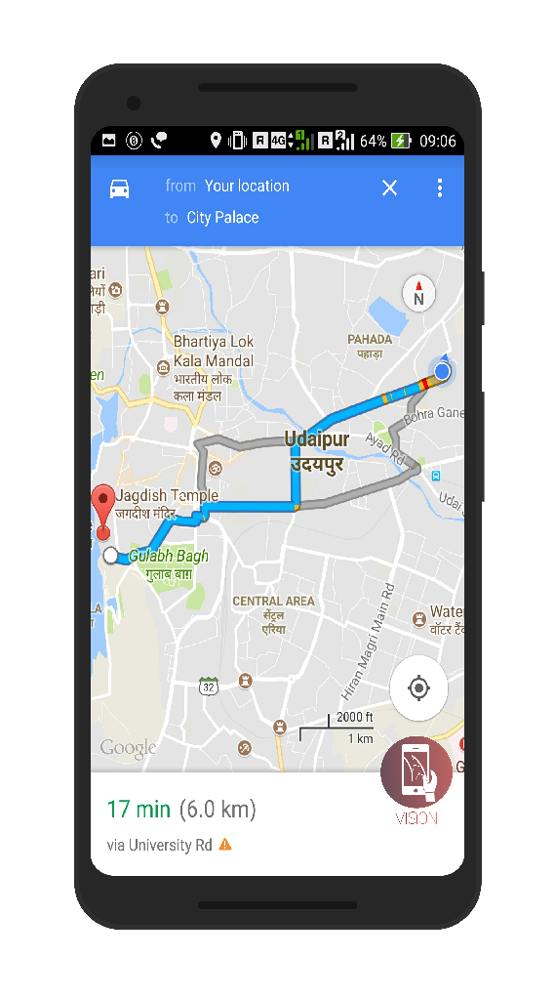 R 4G 1 R 2 64% 09:06
from Your location
to City Palace
N
PAHADA
पहाड़ा
Bhartiya Lok
Kala Mandal
भारतीय लोक
कला मंडल
Bohra Gane
Ayad Rd
Udaipur
उदयपुर
Jagdish Temple
जगदीश मंदिर
Udai
Gulabh Bagh
गुलाब बाग़
CENTRAL AREA
सेंट्रल
एरिया
Hiran Magri Main Rd
Water
वॉटर
32
2000 ft
1 km
Google
VISION
17 min (6.0 km)
via University Rd